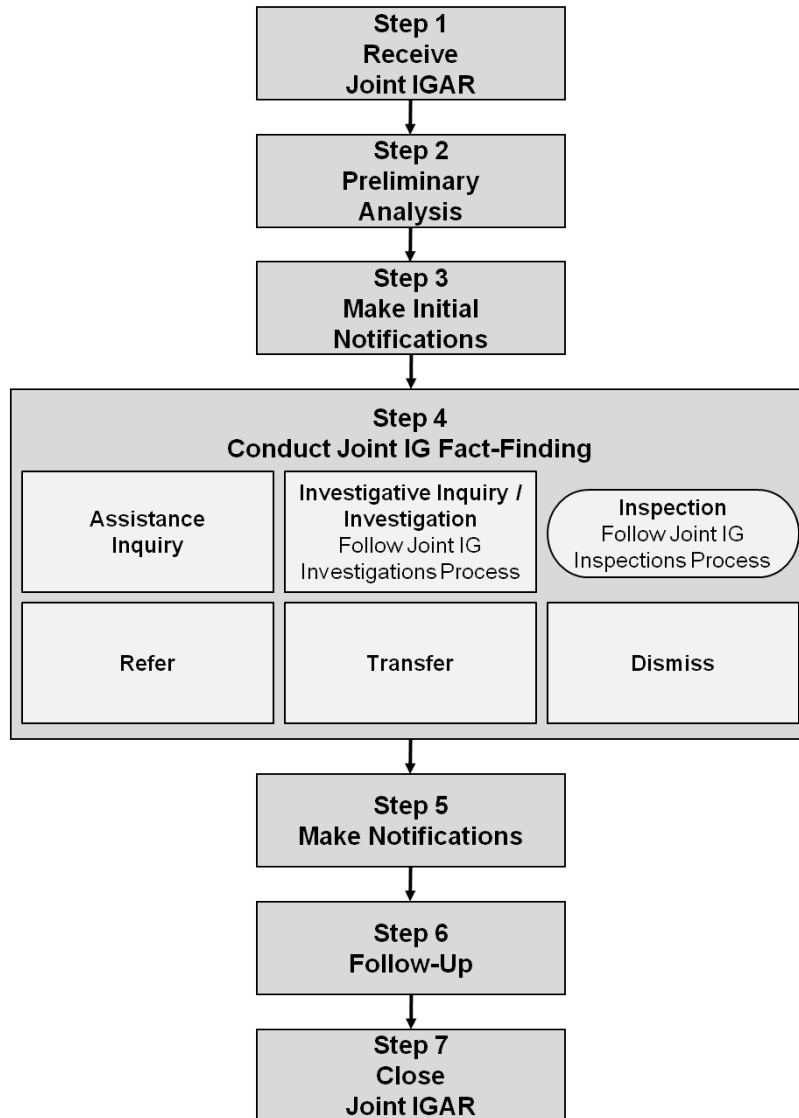 Step 1
Receive
Joint IGAR
Step 2
Preliminary
Analysis
Step 3
Make Initial
Notifications
Step 4
Conduct Joint IG Fact-Finding
Assistance
Inquiry
Investigative Inquiry /
Investigation
Follow Joint IG
Investigations Process
Inspection
Follow Joint IG
Inspections Process
Refer
Transfer
Dismiss
Step 5
Make Notifications
Step 6
Follow-Up
Step 7
Close
Joint IGAR